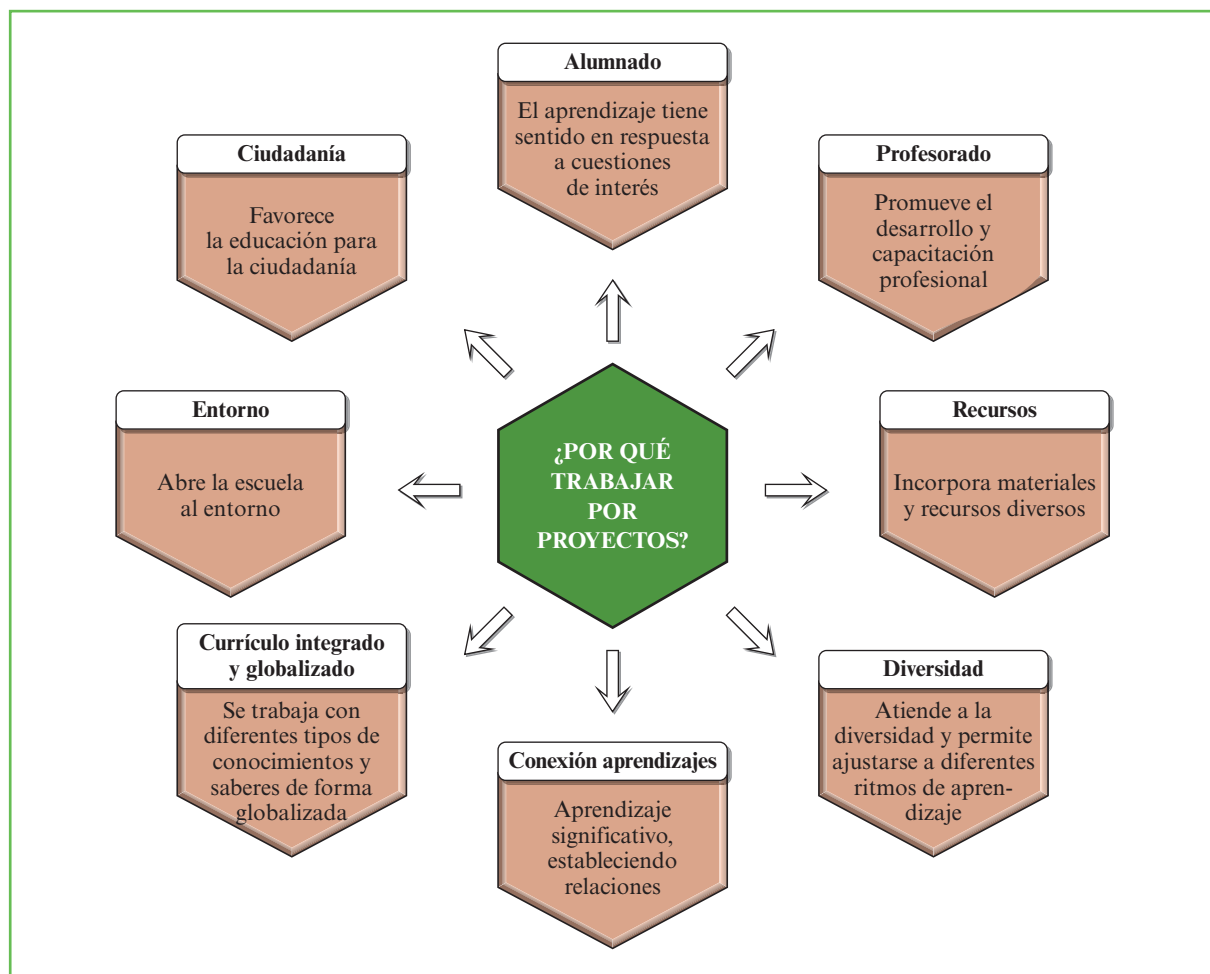 Alumnado
El aprendizaje tiene
sentido en respuesta
a cuestiones
de interés
Ciudadanía
Favorece
la educación para
la ciudadanía
Profesorado
Promueve el
desarrollo y
capacitación
profesional
Entorno
Abre la escuela
al entorno
¿POR QUÉ
TRABAJAR
POR
PROYECTOS?
Recursos
Incorpora materiales
y recursos diversos
Currículo integrado
y globalizado
Se trabaja con
diferentes tipos de
conocimientos y
saberes de forma
globalizada
Conexión aprendizajes
Aprendizaje
significativo,
estableciendo
relaciones
Diversidad
Atiende a la
diversidad y permite
ajustarse a diferentes
ritmos de apren-
dizaje